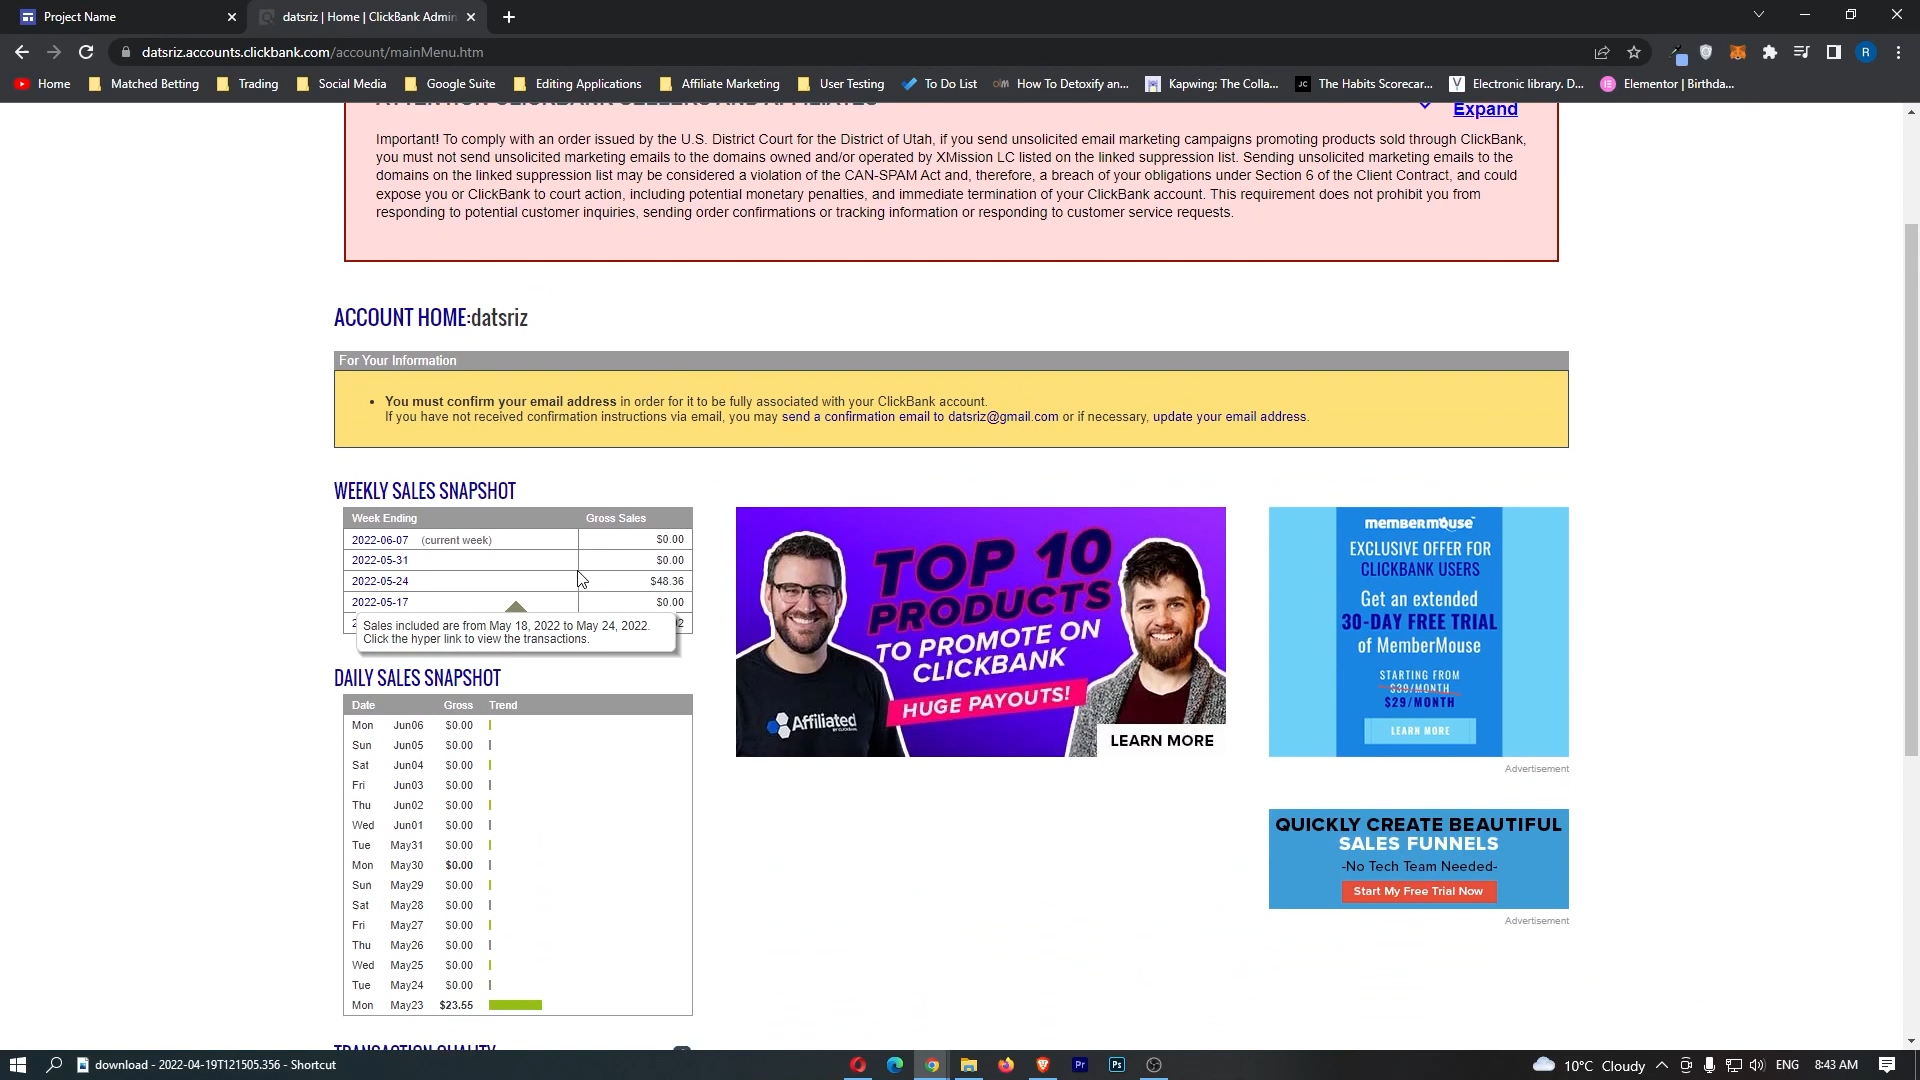 Project Name
datsriz | Home | ClickBank Admin
datsriz.accounts.clickbank.com/account/mainMenu.htm
R
Home
Matched Betting
Trading
Social Media
Google Suite
Editing Applications
Affiliate Marketing
User Testing
To Do List
How To Detoxify an...
Kapwing: The Colla...
JC
The Habits Scorecar...
Electronic library. D...
Elementor | Birthda...
ATTENTION CLICKBANK SELLERS AND AFFILIATES
Expand
Important! To comply with an order issued by the U.S. District Court for the District of Utah, if you send unsolicited email marketing campaigns promoting products sold through ClickBank,
you must not send unsolicited marketing emails to the domains owned and/or operated by XMission LC listed on the linked suppression list. Sending unsolicited marketing emails to the
domains on the linked suppression list may be considered a violation of the CAN-SPAM Act and, therefore, a breach of your obligations under Section 6 of the Client Contract, and could
expose you or ClickBank to court action, including potential monetary penalties, and immediate termination of your ClickBank account. This requirement does not prohibit you from
responding to potential customer inquiries, sending order confirmations or tracking information or responding to customer service requests.
ACCOUNT HOME:datsriz
For Your Information
• You must confirm your email address in order for it to be fully associated with your ClickBank account.
If you have not received confirmation instructions via email, you may send a confirmation email to datsriz@gmail.com or if necessary, update your email address.
WEEKLY SALES SNAPSHOT
Week Ending Gross Sales
2022-06-07 (current week) $0.00
2022-05-31 $0.00
2022-05-24 $48.36
2022-05-17 $0.00
Sales included are from May 18, 2022 to May 24, 2022.
Click the hyper link to view the transactions.
DAILY SALES SNAPSHOT
Date Gross Trend
Mon Jun06 $0.00
Sun Jun05 $0.00
Sat Jun04 $0.00
Fri Jun03 $0.00
Thu Jun02 $0.00
Wed Jun01 $0.00
Tue May31 $0.00
Mon May30 $0.00
Sun May29 $0.00
Sat May28 $0.00
Fri May27 $0.00
Thu May26 $0.00
Wed May25 $0.00
Tue May24 $0.00
Mon May23 $23.55
TRANSACTION QUALITY
TOP 10
PRODUCTS
TO PROMOTE ON
CLICKBANK
HUGE PAYOUTS!
Affiliated
BY CLICKBANK
LEARN MORE
membermouse
EXCLUSIVE OFFER FOR
CLICKBANK USERS
Get an extended
30-DAY FREE TRIAL
of MemberMouse
STARTING FROM
$39/MONTH
$29/MONTH
LEARN MORE
Advertisement
QUICKLY CREATE BEAUTIFUL
SALES FUNNELS
-No Tech Team Needed-
Start My Free Trial Now
Advertisement
download - 2022-04-19T121505.356 - Shortcut
Pr
Ps
10°C Cloudy
ENG
8:43 AM